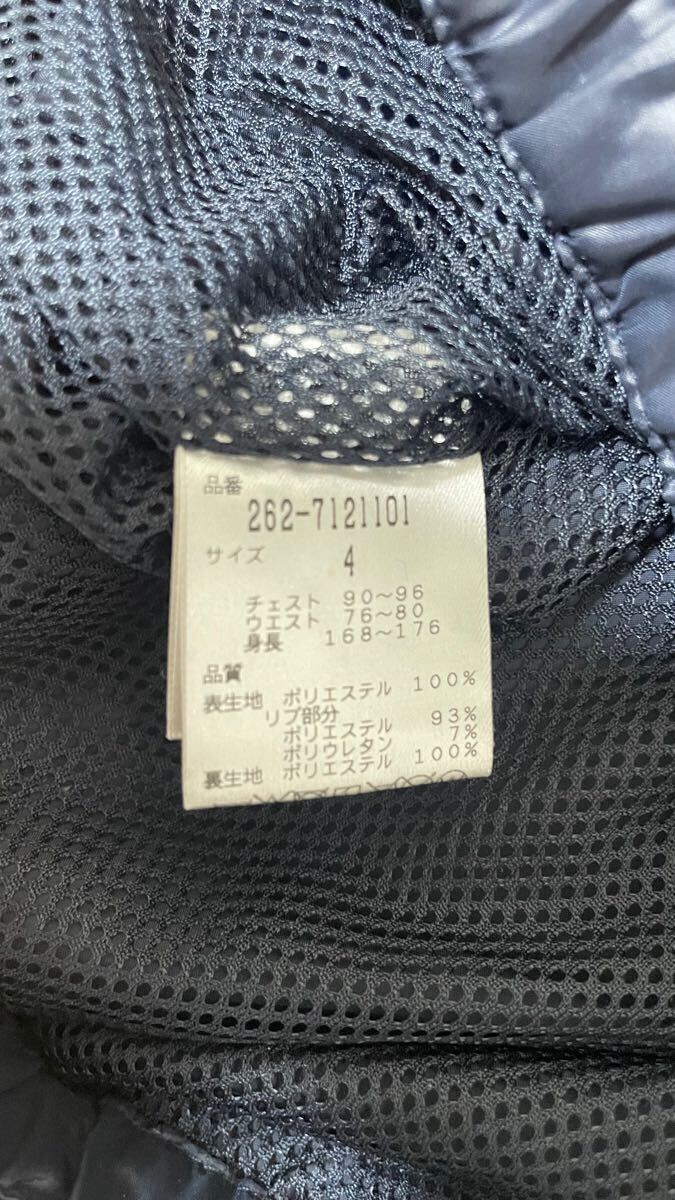 品番
262-7121101
サイズ 4
チェスト 90～96
ウエスト 76～80
身長 168～176
品質
表生地 ポリエステル 100%
リブ部分
ポリエステル 93%
ポリウレタン 7%
裏生地 ポリエステル 100%